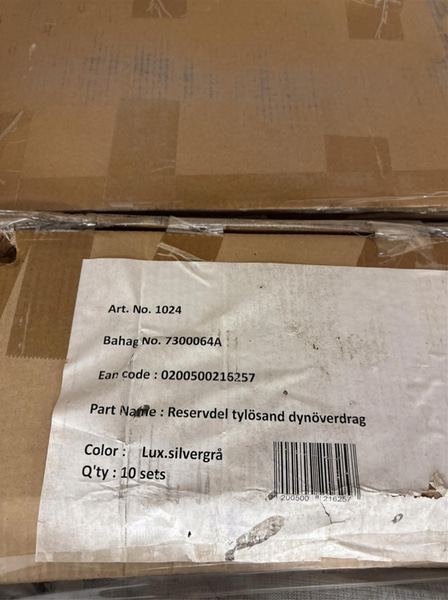 Art. No. 1024
Bahag No. 7300064A
Ean code : 0200500216257
Part Name : Reservdel tylösand dynöverdrag
Color : Lux.silvergrå
Q'ty : 10 sets
200500 216257